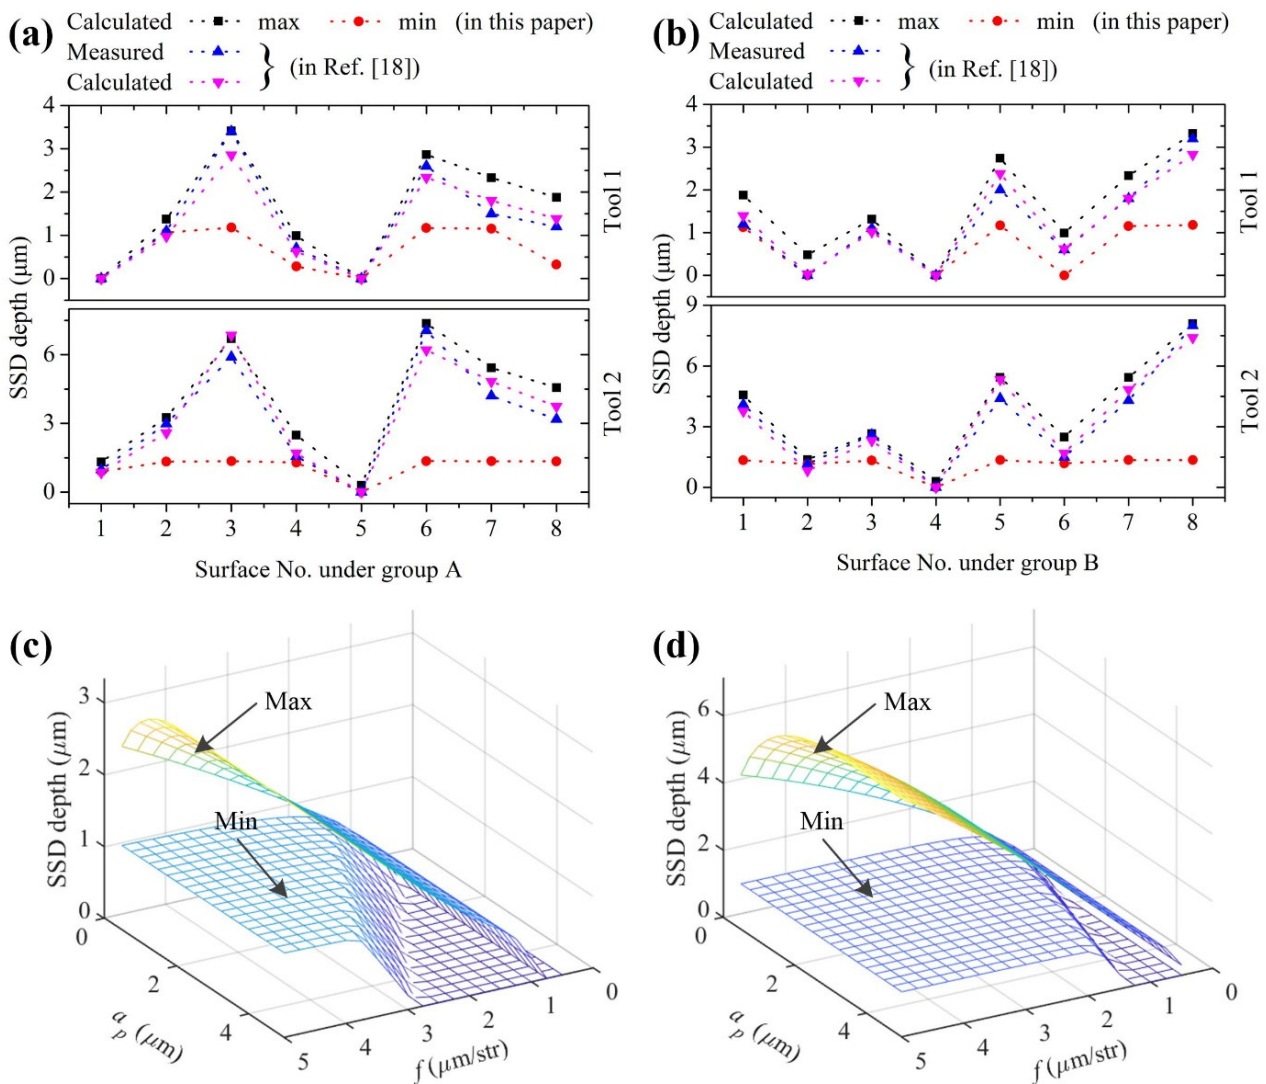 (a)
Calculated max min (in this paper)
Measured
Calculated
} (in Ref. [18])
4
3
2
1
0
6
3
0
SSD depth (μm)
Tool 1
Tool 2
1 2 3 4 5 6 7 8
Surface No. under group A
(b)
Calculated max min (in this paper)
Measured
Calculated
} (in Ref. [18])
4
3
2
1
0
9
6
3
0
SSD depth (μm)
Tool 1
Tool 2
1 2 3 4 5 6 7 8
Surface No. under group B
(c)
Max
Min
SSD depth (μm)
3
2
1
0
0
2
4
a_p (μm)
5 4 3 2 1 0
f (μm/str)
(d)
Max
Min
SSD depth (μm)
6
4
2
0
0
2
4
a_p (μm)
5 4 3 2 1 0
f (μm/str)